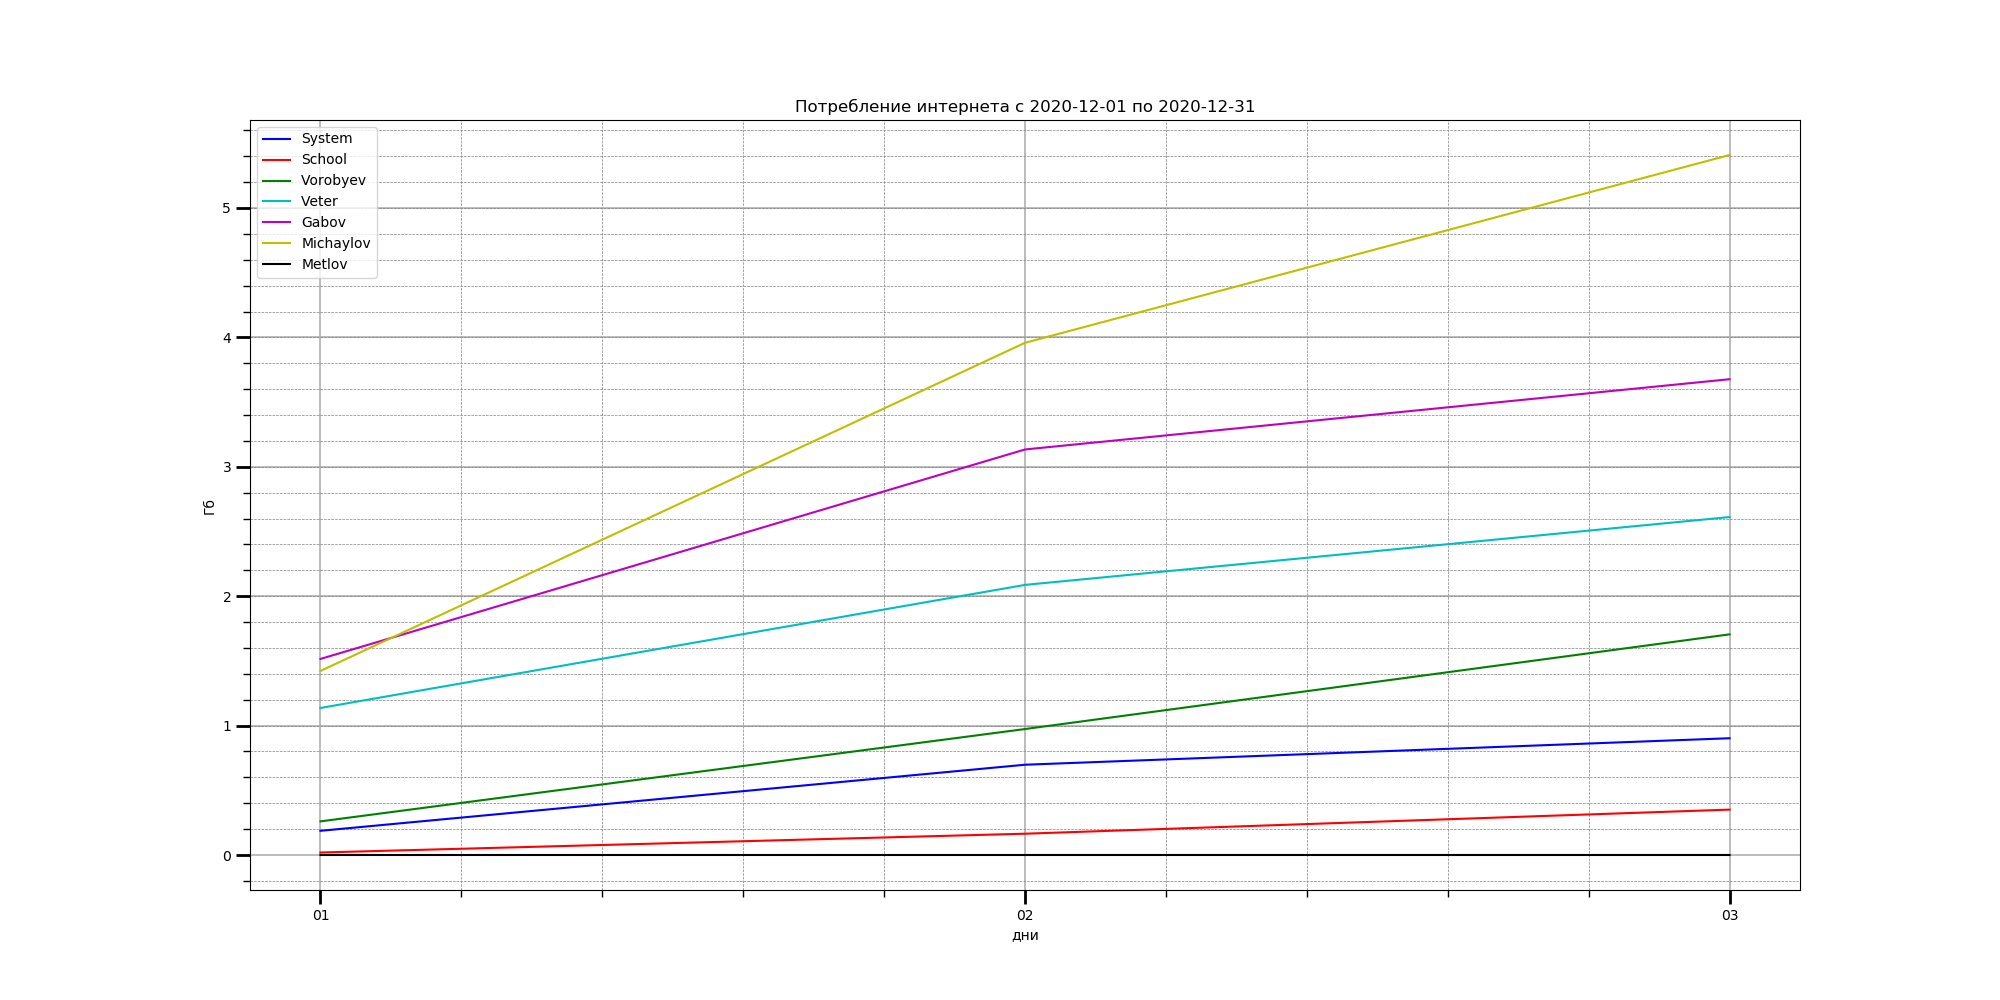 Потребление интернета с 2020-12-01 по 2020-12-31
System
School
Vorobyev
Veter
Gabov
Michaylov
Metlov
5
4
3
2
1
0
Гб
01
02
03
дни